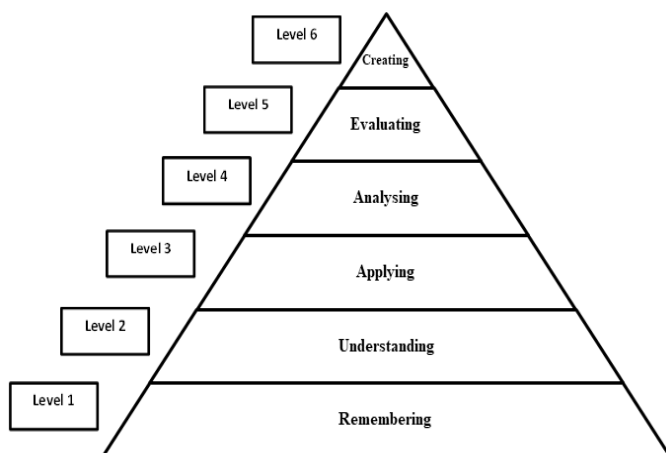 Level 6
Creating
Level 5
Evaluating
Level 4
Analysing
Level 3
Applying
Level 2
Understanding
Level 1
Remembering